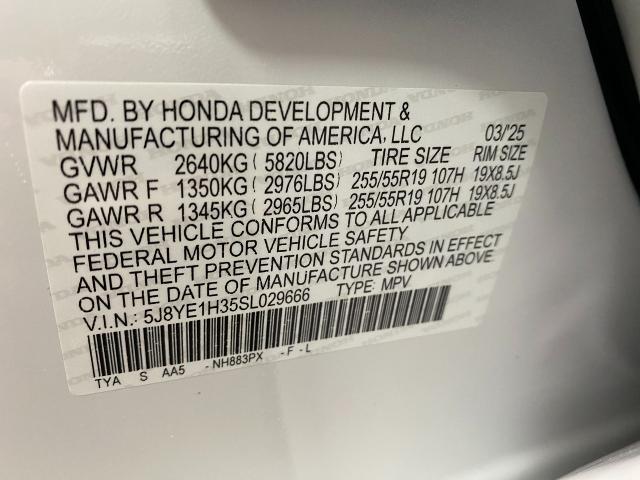 MFD. BY HONDA DEVELOPMENT &
MANUFACTURING OF AMERICA, LLC 03/'25
GVWR 2640KG ( 5820LBS) TIRE SIZE RIM SIZE
GAWR F 1350KG ( 2976LBS) 255/55R19 107H 19X8.5J
GAWR R 1345KG ( 2965LBS) 255/55R19 107H 19X8.5J
THIS VEHICLE CONFORMS TO ALL APPLICABLE
FEDERAL MOTOR VEHICLE SAFETY
AND THEFT PREVENTION STANDARDS IN EFFECT
ON THE DATE OF MANUFACTURE SHOWN ABOVE.
V.I.N.: 5J8YE1H35SL029666 TYPE: MPV
TYA S AA5 -NH883PX -F-L